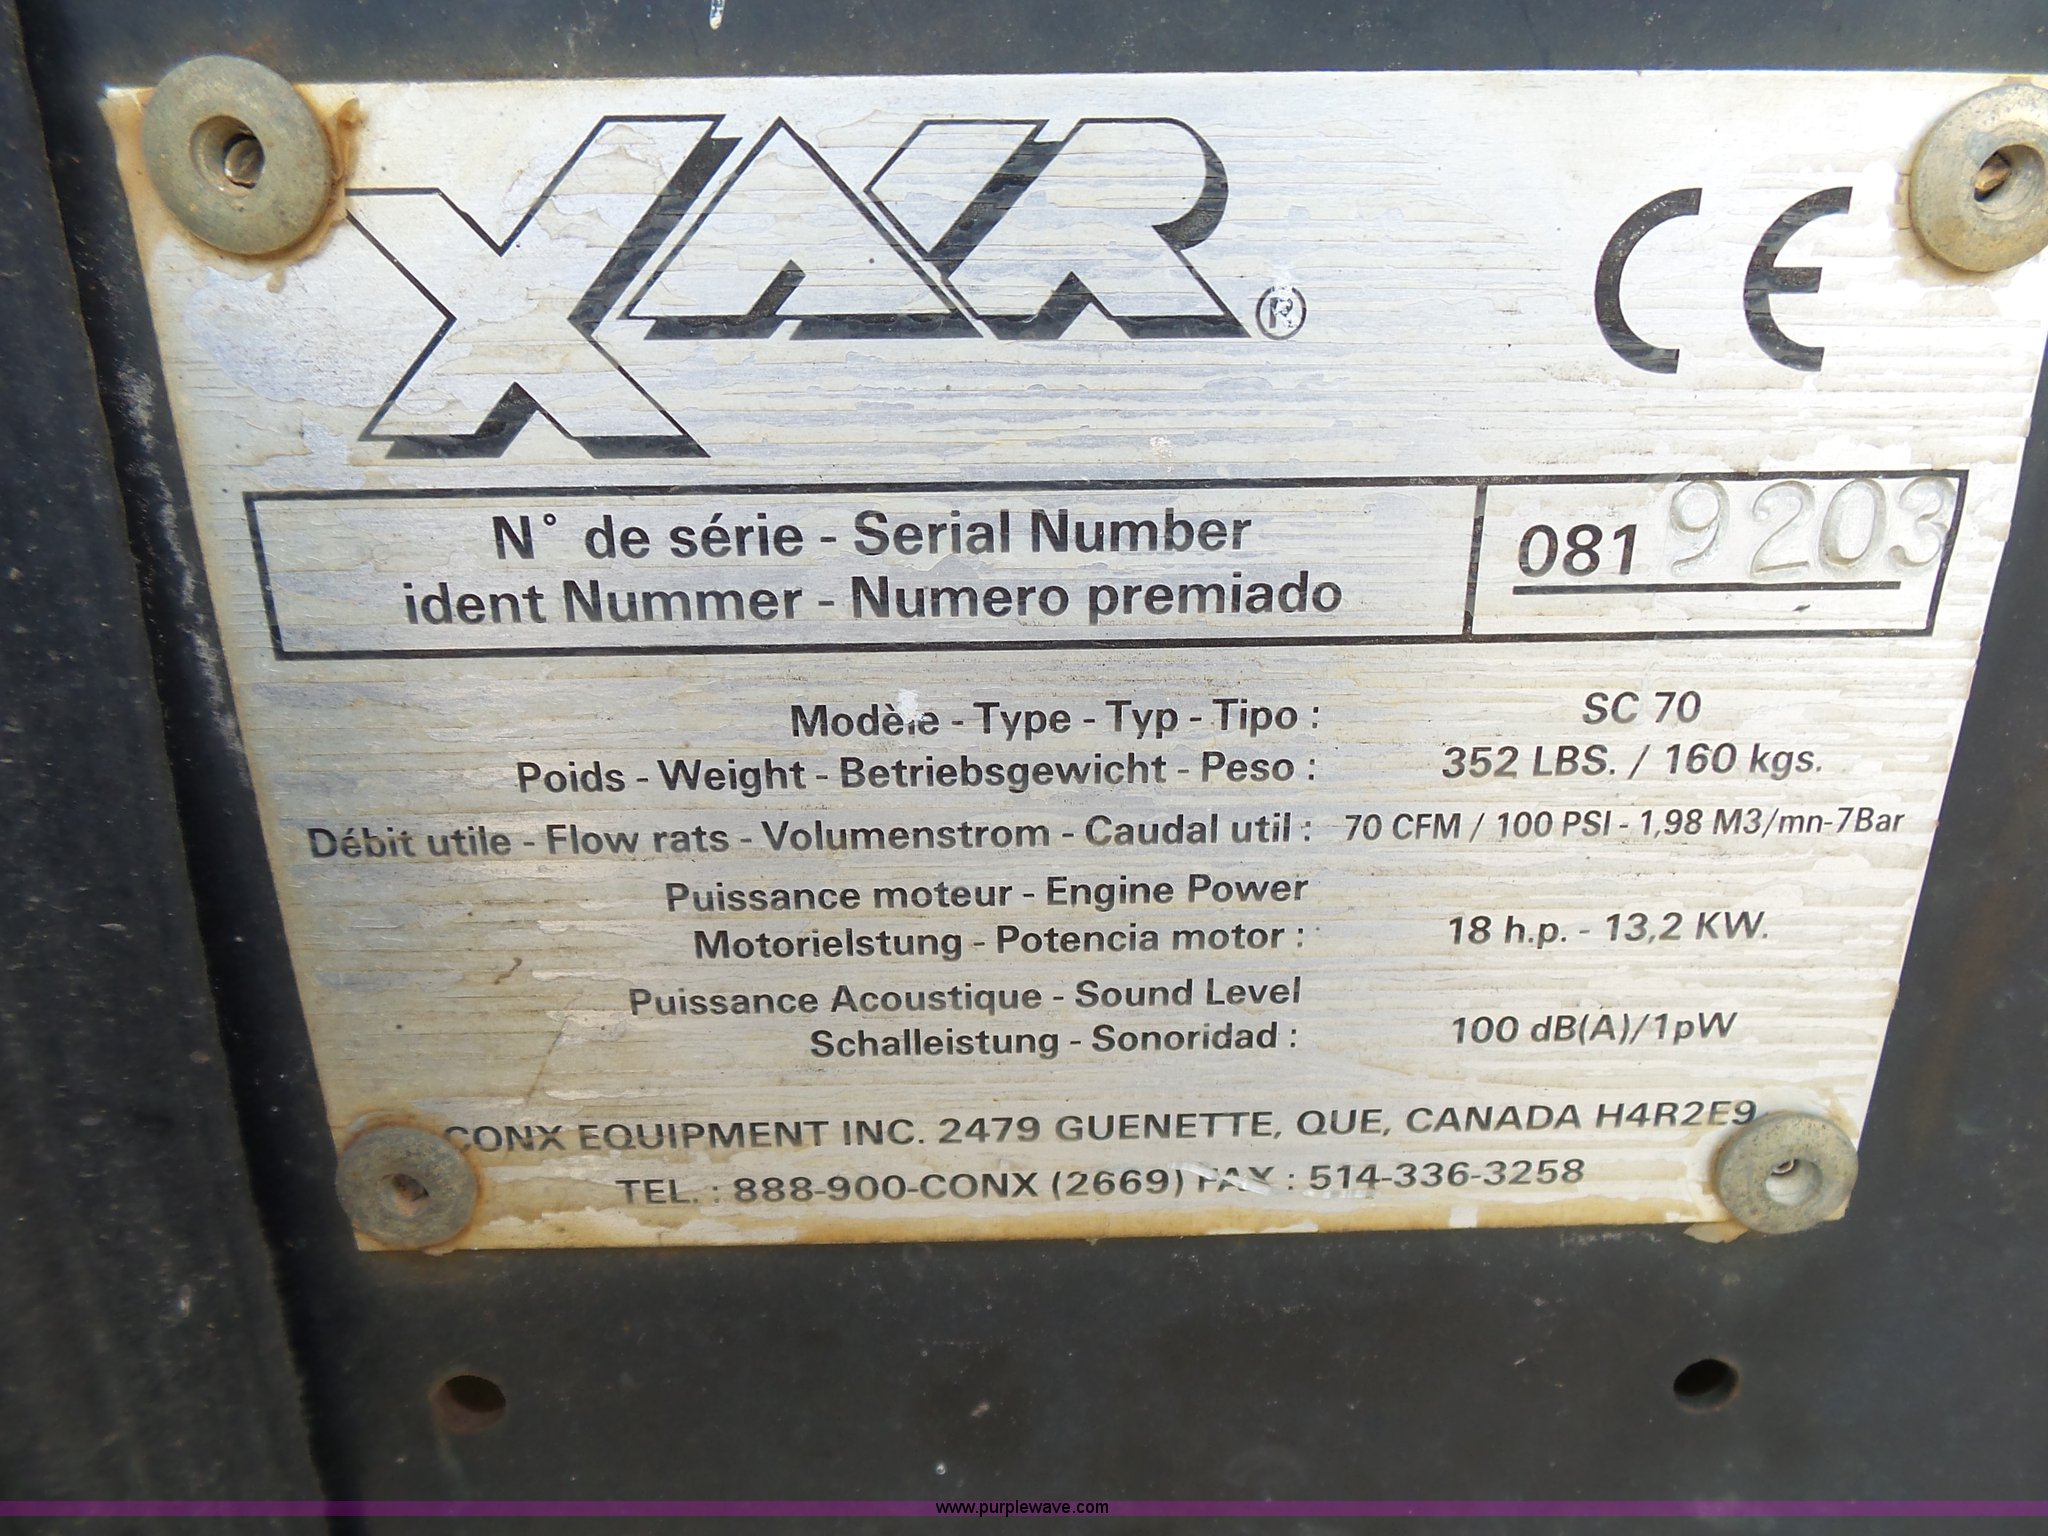 XAIR ®
CE
N° de série - Serial Number
ident Nummer - Numero premiado
0819203
Modèle - Type - Typ - Tipo : SC 70
Poids - Weight - Betriebsgewicht - Peso : 352 LBS. / 160 kgs.
Débit utile - Flow rats - Volumenstrom - Caudal util : 70 CFM / 100 PSI - 1,98 M3/mn-7Bar
Puissance moteur - Engine Power
Motorielstung - Potencia motor : 18 h.p. - 13,2 KW.
Puissance Acoustique - Sound Level
Schalleistung - Sonoridad : 100 dB(A)/1pW
CONX EQUIPMENT INC. 2479 GUENETTE, QUE, CANADA H4R2E9
TEL. : 888-900-CONX (2669) FAX : 514-336-3258
www.purplewave.com